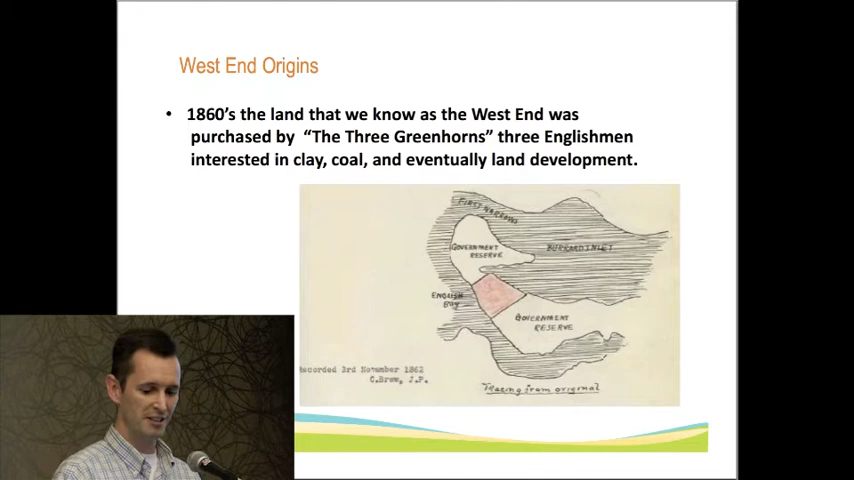 West End Origins
• 1860's the land that we know as the West End was
purchased by "The Three Greenhorns" three Englishmen
interested in clay, coal, and eventually land development.
FIRST NARROWS
GOVERNMENT
RESERVE
BURRARD INLET
ENGLISH
BAY
GOVERNMENT
RESERVE
Recorded 3rd November 1862
C.Brew, J.P.
Tracing from original